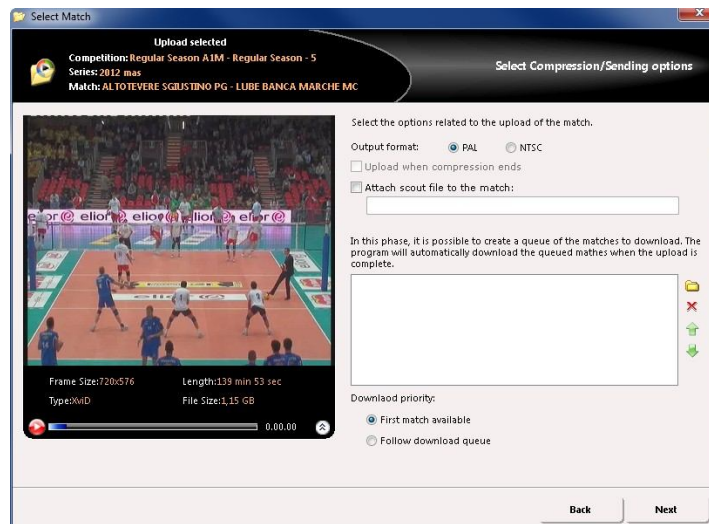 Select Match
Upload selected
Competition: Regular Season A1M - Regular Season - 5
Series: 2012 mas
Match: ALTOTEVERE SGIUSTINO PG - LUBE BANCA MARCHE MC
Select Compression/Sending options
Select the options related to the upload of the match.
Output format: PAL NTSC
Upload when compression ends
Attach scout file to the match:
In this phase, it is possible to create a queue of the matches to download. The
program will automatically download the queued mathes when the upload is
complete.
elior elior elior elior
Frame Size:720x576 Length:139 min 53 sec
Type:XviD File Size:1,15 GB
0.00.00
Downlaod priority:
First match available
Follow download queue
Back Next